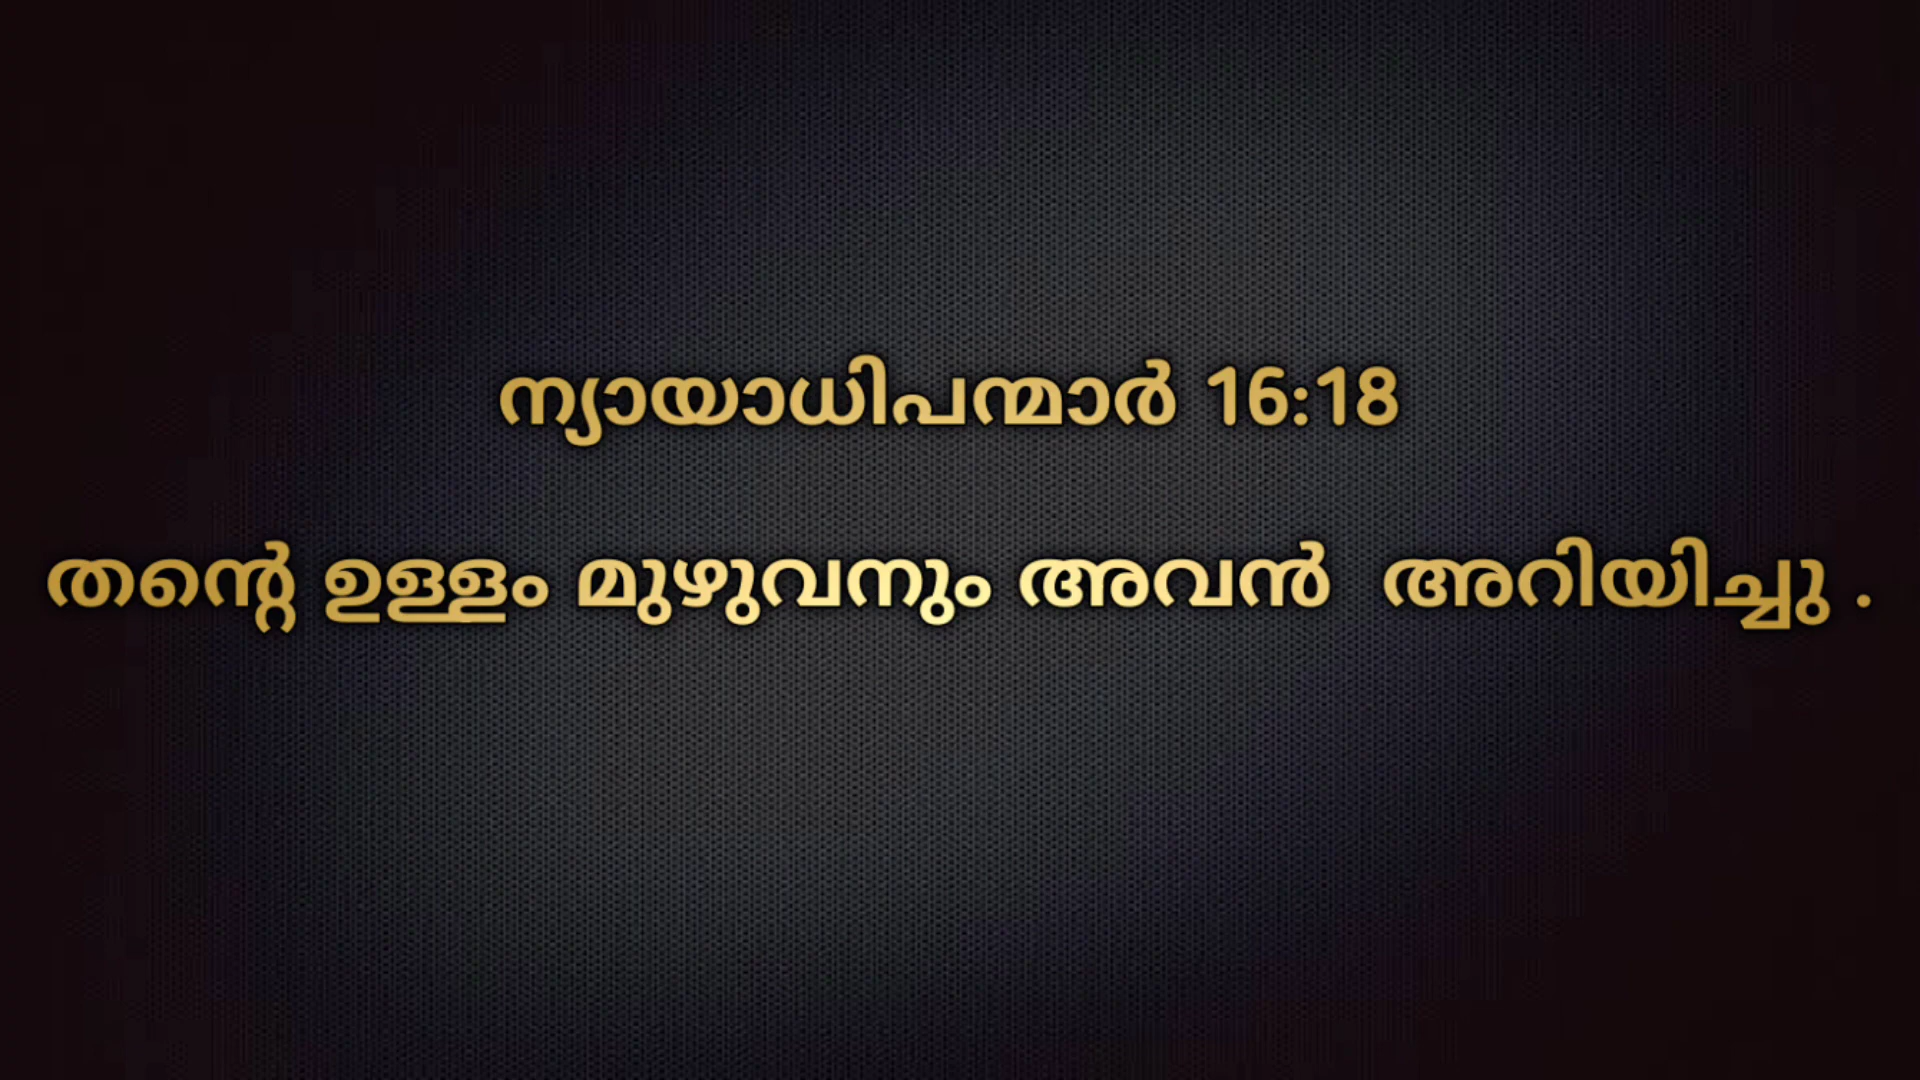 ന്യായാധിപന്മാർ 16:18
തന്റെ ഉള്ളം മുഴുവനും അവൻ അറിയിച്ചു .